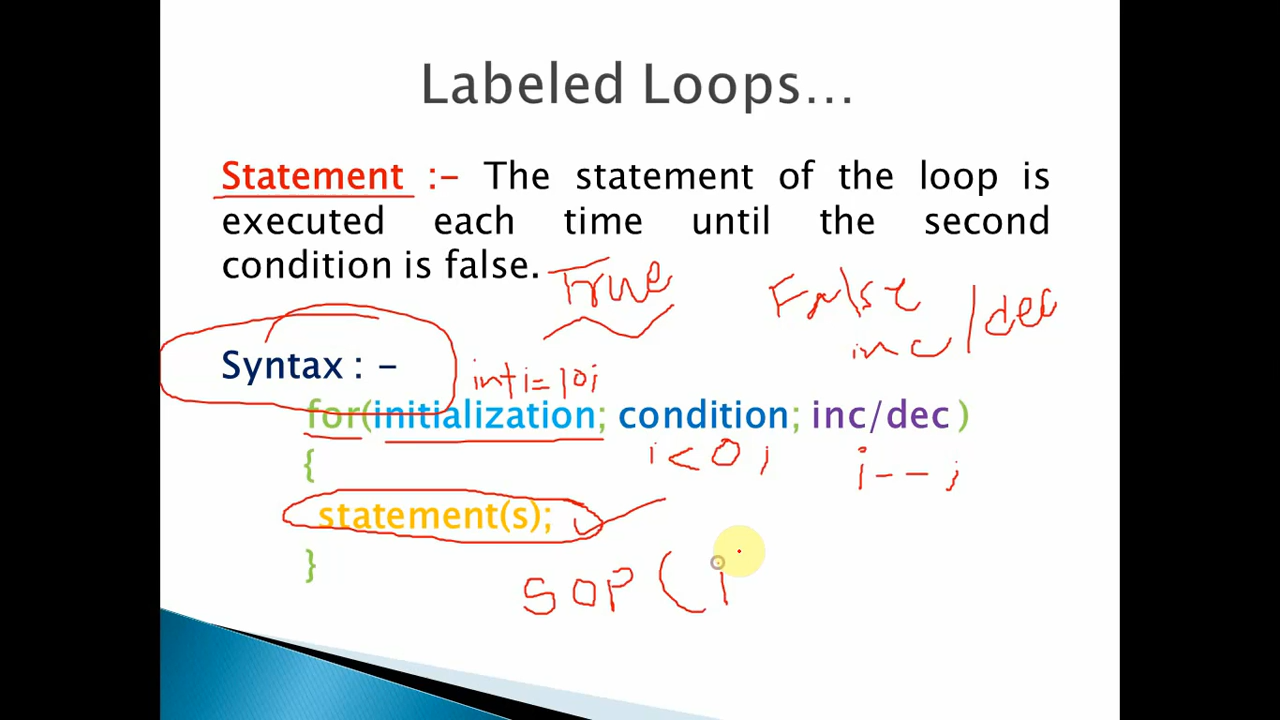 Labeled Loops...
Statement :- The statement of the loop is
executed each time until the second
condition is false.
True
False
inc/dec
Syntax : -
int i=10;
for(initialization; condition; inc/dec)
i<0;
i--;
{
statement(s);
}
SOP(i